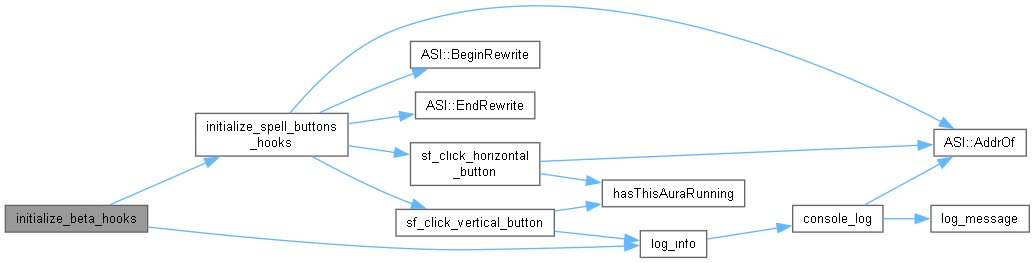 initialize_beta_hooks
initialize_spell_buttons
_hooks
ASI::BeginRewrite
ASI::EndRewrite
sf_click_horizontal
_button
sf_click_vertical_button
hasThisAuraRunning
log_info
console_log
ASI::AddrOf
log_message